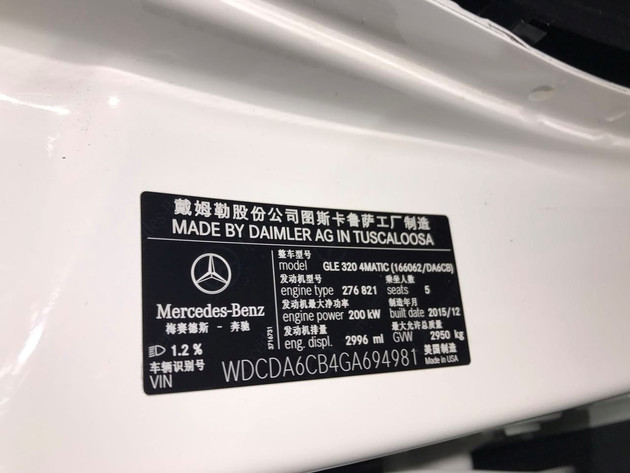 戴姆勒股份公司图斯卡鲁萨工厂制造
MADE BY DAIMLER AG IN TUSCALOOSA
Mercedes-Benz
梅赛德斯 - 奔驰
整车型号
model GLE 320 4MATIC (166062/DA6CB)
发动机型号 乘坐人数
engine type 276 821 seats 5
发动机最大净功率 制造年月
engine power 200 kW built date 2015/12
发动机排量 最大允许总质量
eng. displ. 2996 ml GVW 2950 kg
美国制造
Made in USA
3716731
1.2 %
车辆识别号
VIN WDCDA6CB4GA694981